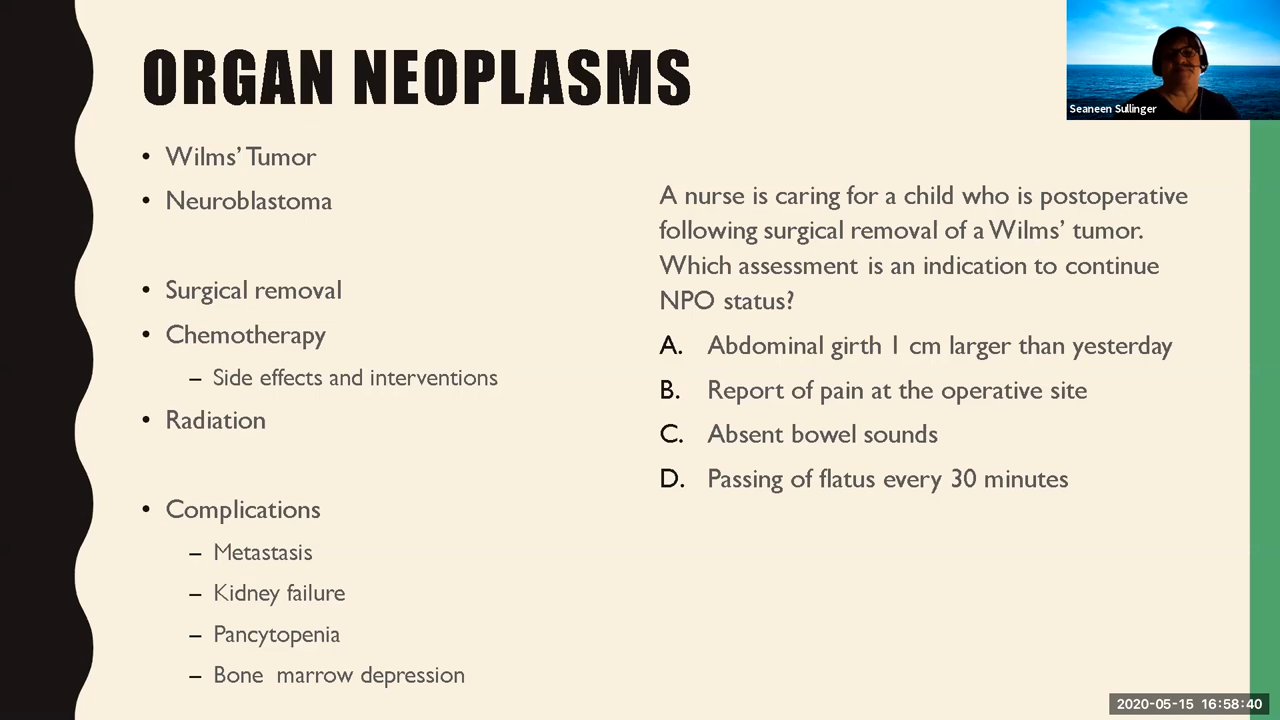 ORGAN NEOPLASMS
Seaneen Sullinger
• Wilms’ Tumor
• Neuroblastoma
• Surgical removal
• Chemotherapy
– Side effects and interventions
• Radiation
• Complications
– Metastasis
– Kidney failure
– Pancytopenia
– Bone marrow depression
A nurse is caring for a child who is postoperative
following surgical removal of a Wilms’ tumor.
Which assessment is an indication to continue
NPO status?
A. Abdominal girth 1 cm larger than yesterday
B. Report of pain at the operative site
C. Absent bowel sounds
D. Passing of flatus every 30 minutes
2020-05-15 16:58:40